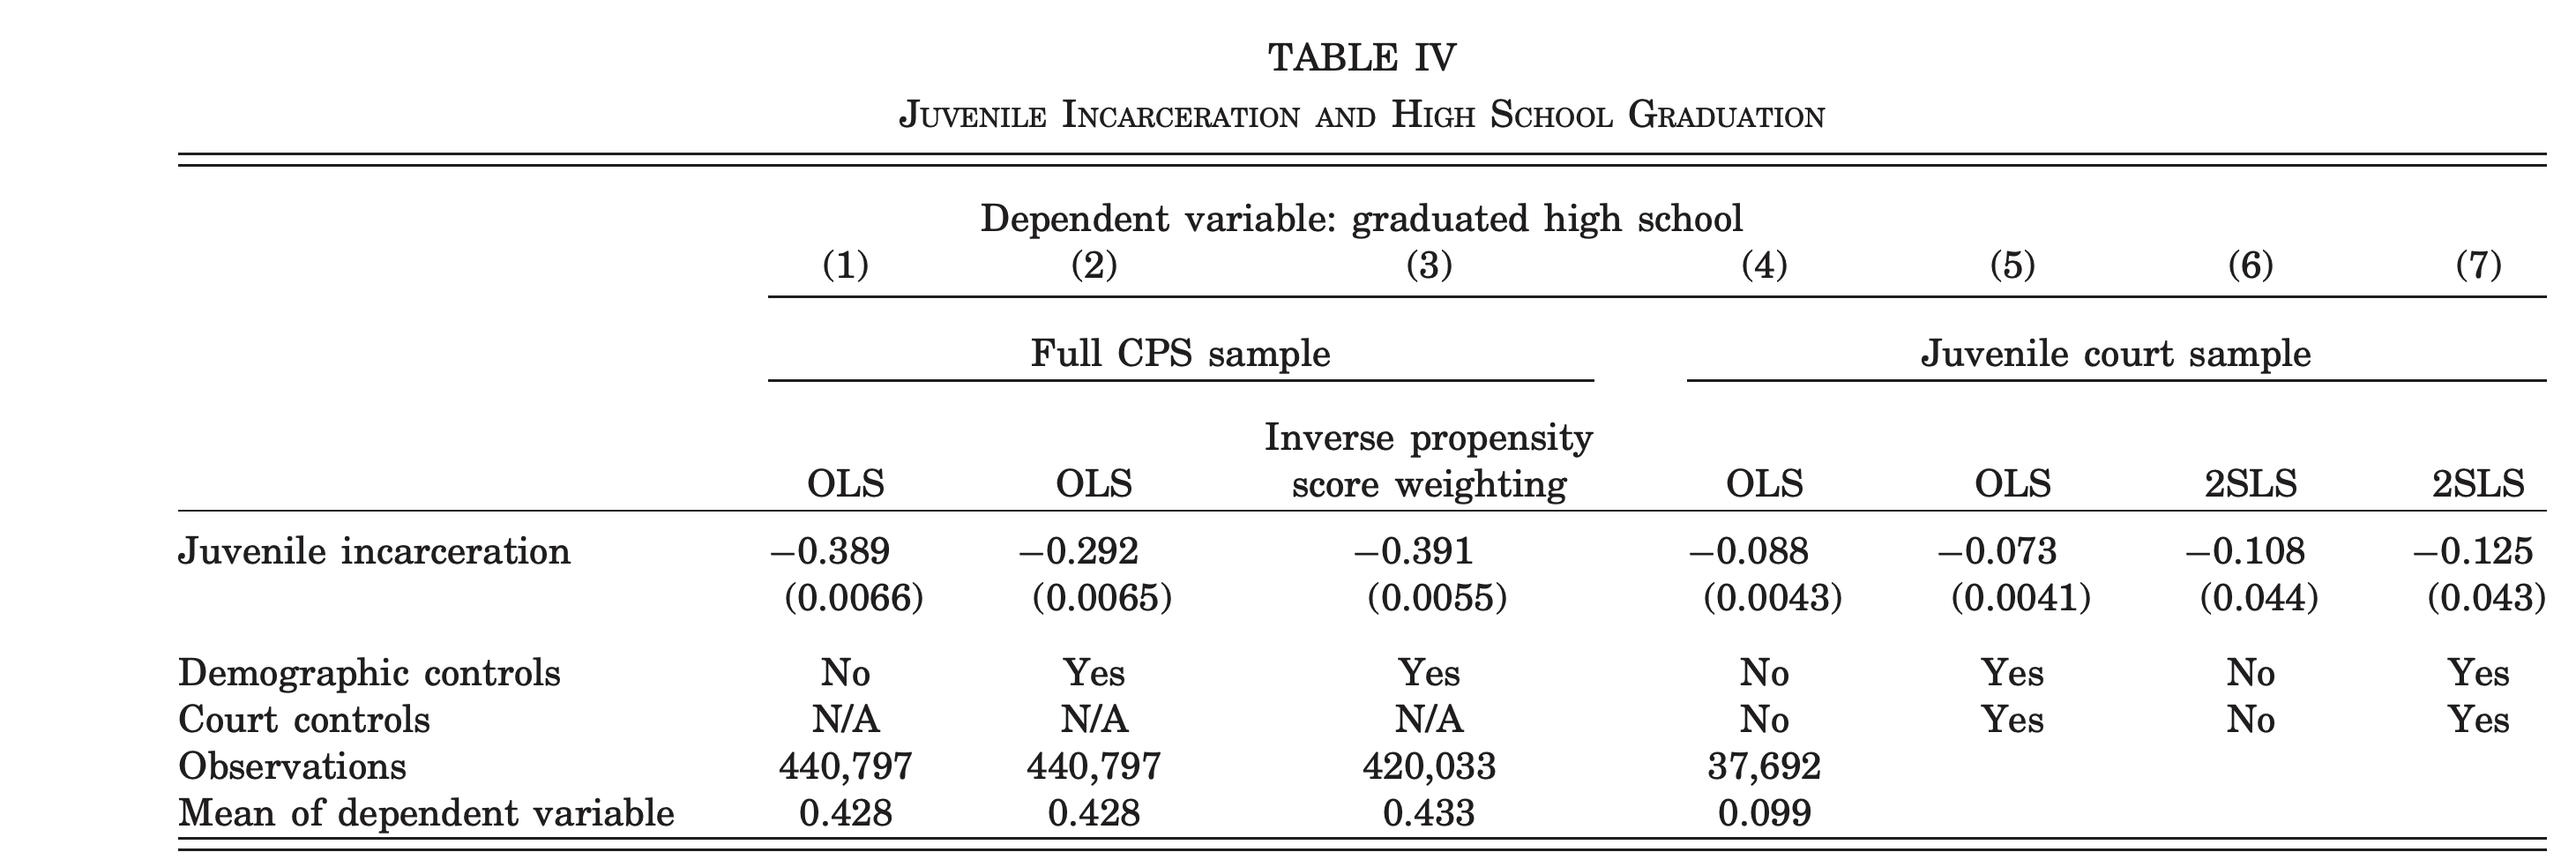 TABLE IV
JUVENILE INCARCERATION AND HIGH SCHOOL GRADUATION
Dependent variable: graduated high school
(1) (2) (3) (4) (5) (6) (7)
Full CPS sample Juvenile court sample
Inverse propensity
OLS OLS score weighting OLS OLS 2SLS 2SLS
Juvenile incarceration −0.389 −0.292 −0.391 −0.088 −0.073 −0.108 −0.125
(0.0066) (0.0065) (0.0055) (0.0043) (0.0041) (0.044) (0.043)
Demographic controls No Yes Yes No Yes No Yes
Court controls N/A N/A N/A No Yes No Yes
Observations 440,797 440,797 420,033 37,692
Mean of dependent variable 0.428 0.428 0.433 0.099